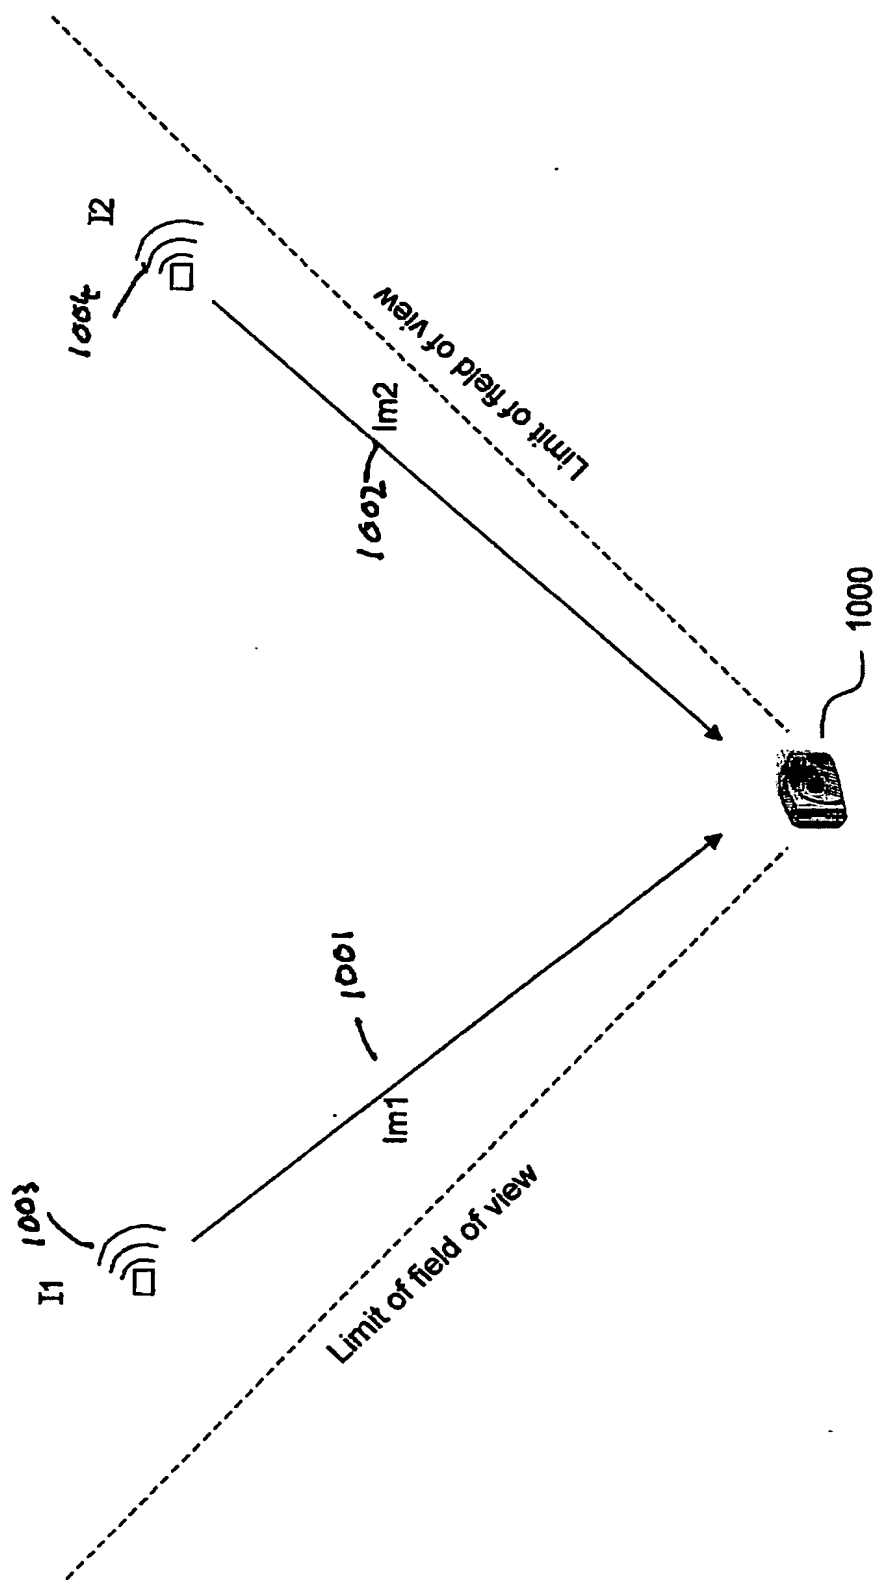 I1
1003
I2
1004
Im1
1001
1002
Im2
Limit of field of view
Limit of field of view
1000